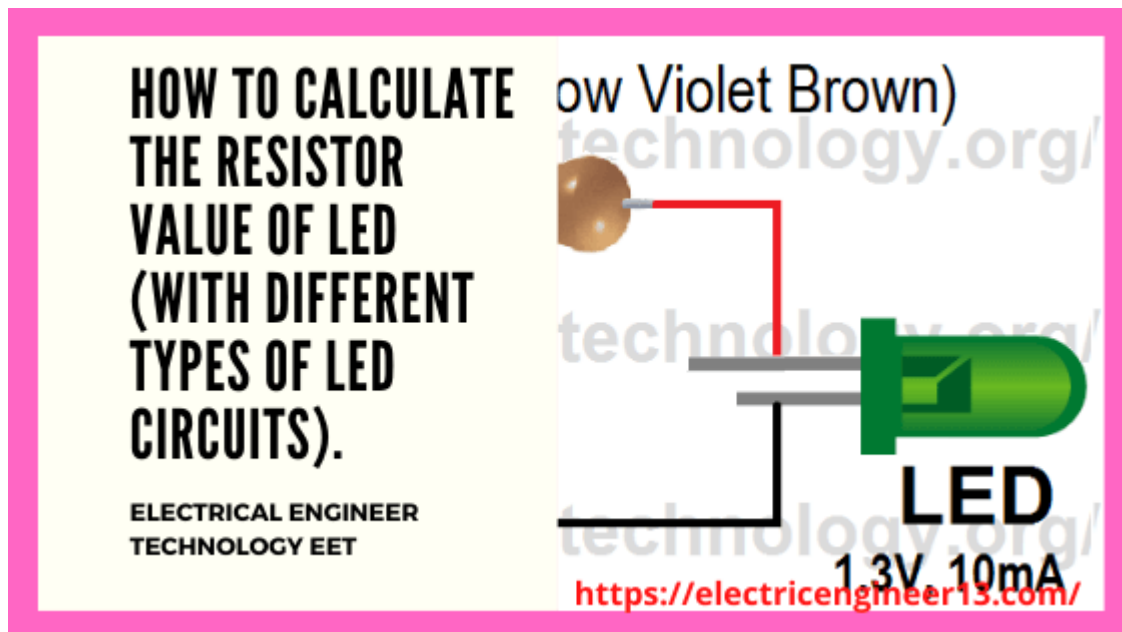 HOW TO CALCULATE
THE RESISTOR
VALUE OF LED
(WITH DIFFERENT
TYPES OF LED
CIRCUITS).
ELECTRICAL ENGINEER
TECHNOLOGY EET
ow Violet Brown)
technology.org/
technology.org/
LED
technology.org/
1.3V, 10mA
https://electricengineer13.com/